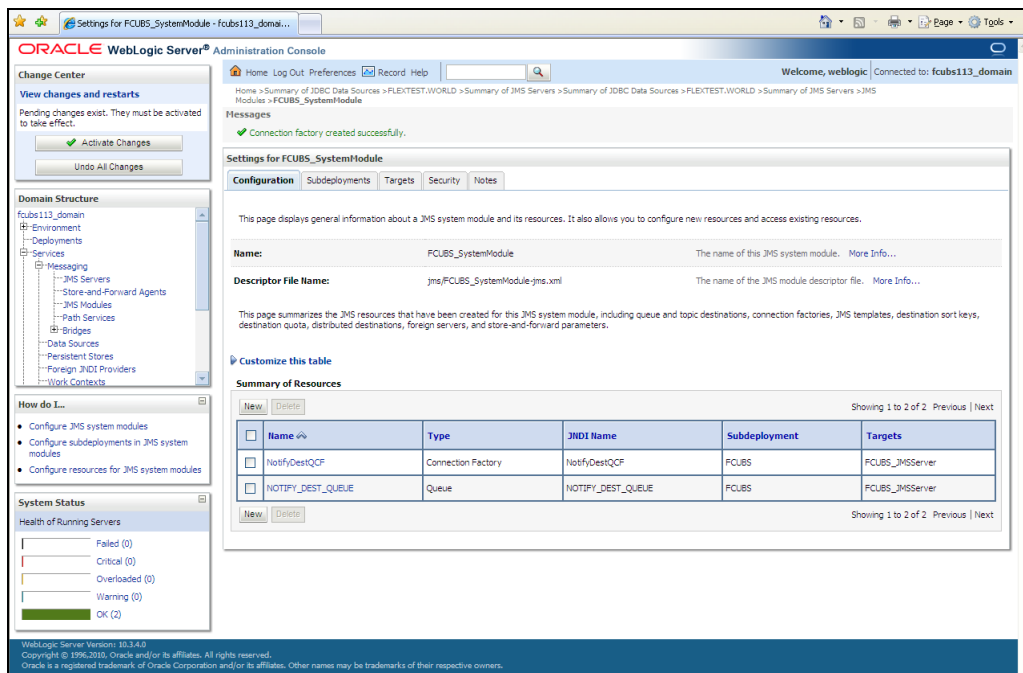 Settings for FCUBS_SystemModule - fcubs113_domai...
Page
Tools
ORACLE WebLogic Server® Administration Console
Change Center
View changes and restarts
Pending changes exist. They must be activated
to take effect.
Activate Changes
Undo All Changes
Domain Structure
fcubs113_domain
Environment
Deployments
Services
Messaging
JMS Servers
Store-and-Forward Agents
JMS Modules
Path Services
Bridges
Data Sources
Persistent Stores
Foreign JNDI Providers
Work Contexts
How do I...
Configure JMS system modules
Configure subdeployments in JMS system
modules
Configure resources for JMS system modules
System Status
Health of Running Servers
Failed (0)
Critical (0)
Overloaded (0)
Warning (0)
OK (2)
Home Log Out Preferences Record Help
Welcome, weblogic Connected to: fcubs113_domain
Home >Summary of JDBC Data Sources >FLEXTEST.WORLD >Summary of JMS Servers >Summary of JDBC Data Sources >FLEXTEST.WORLD >Summary of JMS Servers >JMS
Modules >FCUBS_SystemModule
Messages
Connection factory created successfully.
Settings for FCUBS_SystemModule
Configuration Subdeployments Targets Security Notes
This page displays general information about a JMS system module and its resources. It also allows you to configure new resources and access existing resources.
Name: FCUBS_SystemModule The name of this JMS system module. More Info...
Descriptor File Name: jms/FCUBS_SystemModule-jms.xml The name of the JMS module descriptor file. More Info...
This page summarizes the JMS resources that have been created for this JMS system module, including queue and topic destinations, connection factories, JMS templates, destination sort keys,
destination quota, distributed destinations, foreign servers, and store-and-forward parameters.
Customize this table
Summary of Resources
New Delete Showing 1 to 2 of 2 Previous | Next
Name Type JNDI Name Subdeployment Targets
NotifyDestQCF Connection Factory NotifyDestQCF FCUBS FCUBS_JMSServer
NOTIFY_DEST_QUEUE Queue NOTIFY_DEST_QUEUE FCUBS FCUBS_JMSServer
New Delete Showing 1 to 2 of 2 Previous | Next
WebLogic Server Version: 10.3.4.0
Copyright © 1996,2010, Oracle and/or its affiliates. All rights reserved.
Oracle is a registered trademark of Oracle Corporation and/or its affiliates. Other names may be trademarks of their respective owners.